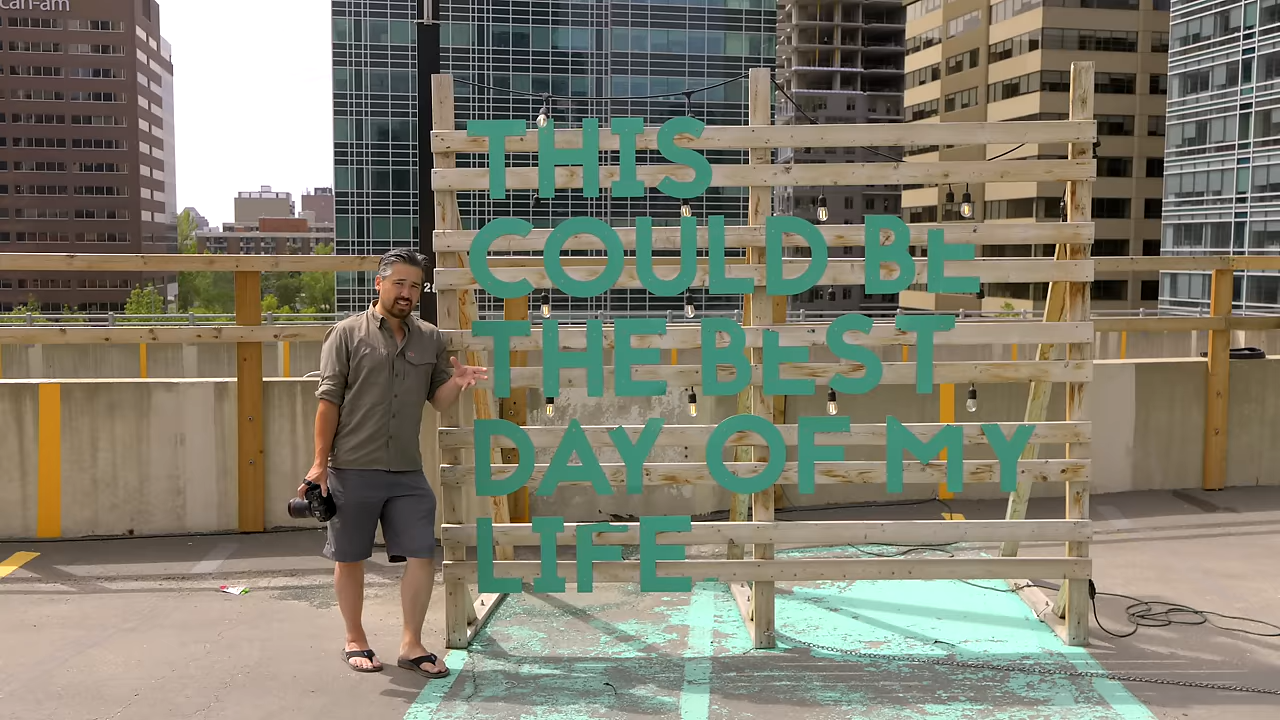 can-am
THIS
COULD BE
THE BEST
DAY OF MY
LIFE